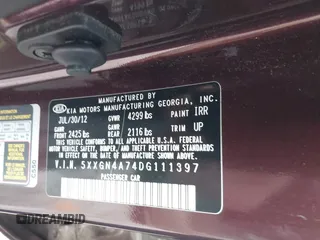 MANUFACTURED BY
KIA KIA MOTORS MANUFACTURING GEORGIA, INC.
JUL/30/12 GVWR 4299 lbs PAINT IRR
GAWR FRONT 2425 lbs GAWR REAR 2116 lbs TRIM UP
THIS VEHICLE CONFORMS TO ALL APPLICABLE
FEDERAL MOTOR VEHICLE SAFETY, BUMPER,
AND THEFT PREVENTION STANDARDS IN EFFECT
ON THE DATE OF MANUFACTURE SHOWN ABOVE.
V.I.N. 5XXGN4A74DG111397
PASSENGER CAR
©DREAMBID